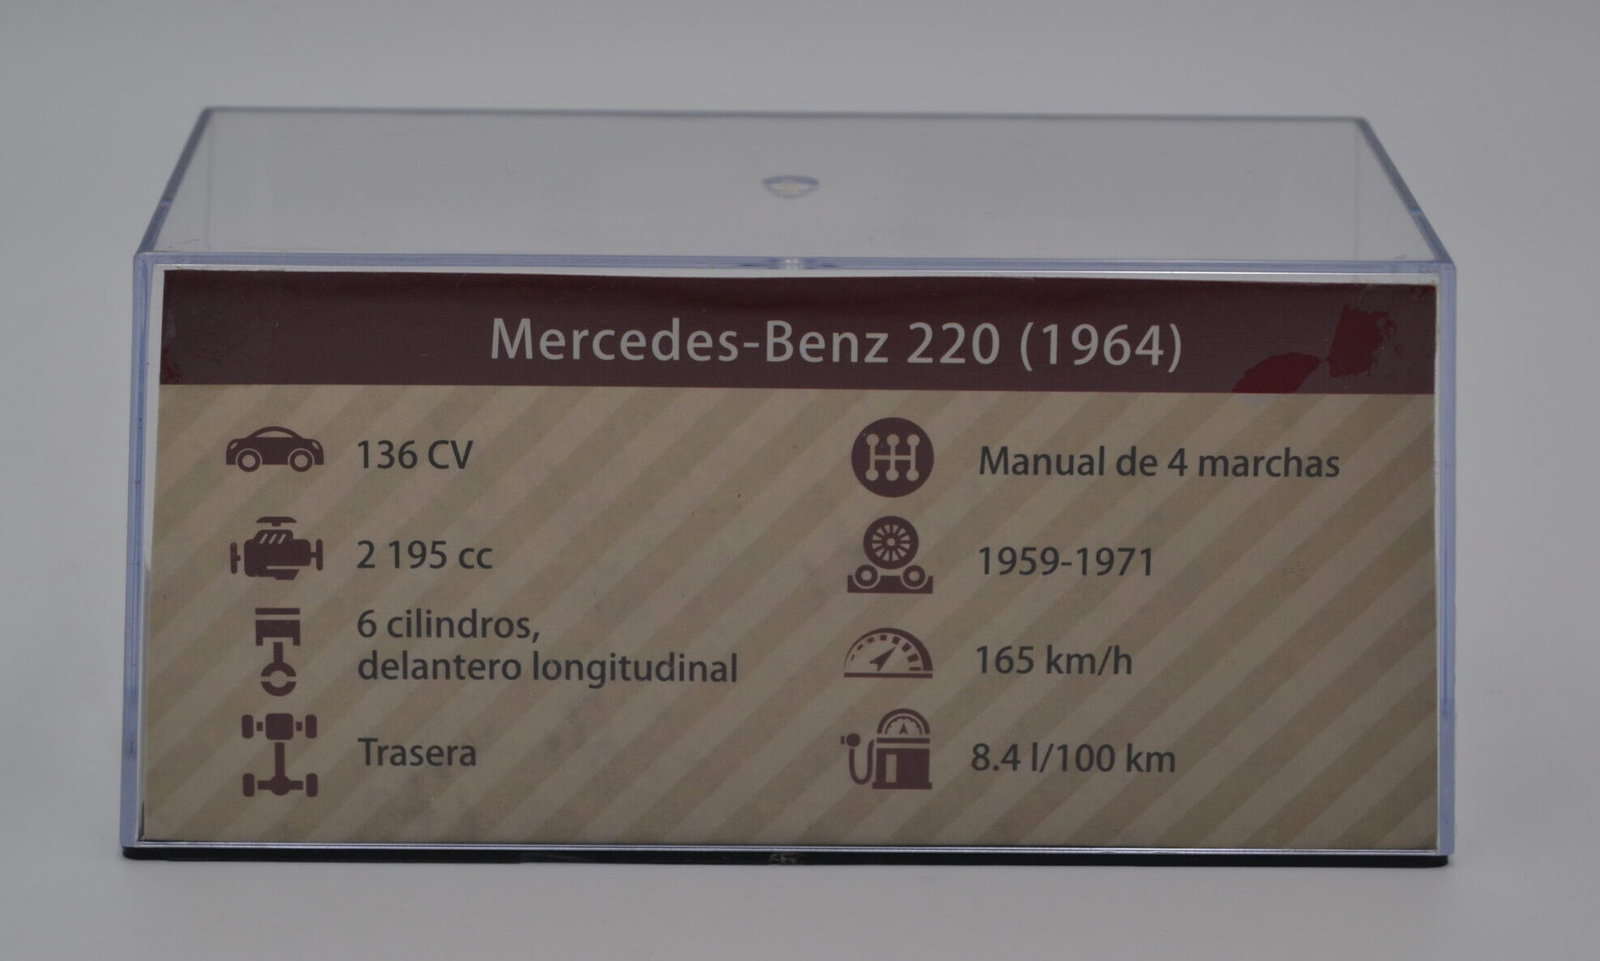 Mercedes-Benz 220 (1964)
136 CV
2 195 cc
6 cilindros,
delantero longitudinal
Trasera
Manual de 4 marchas
1959-1971
165 km/h
8.4 l/100 km